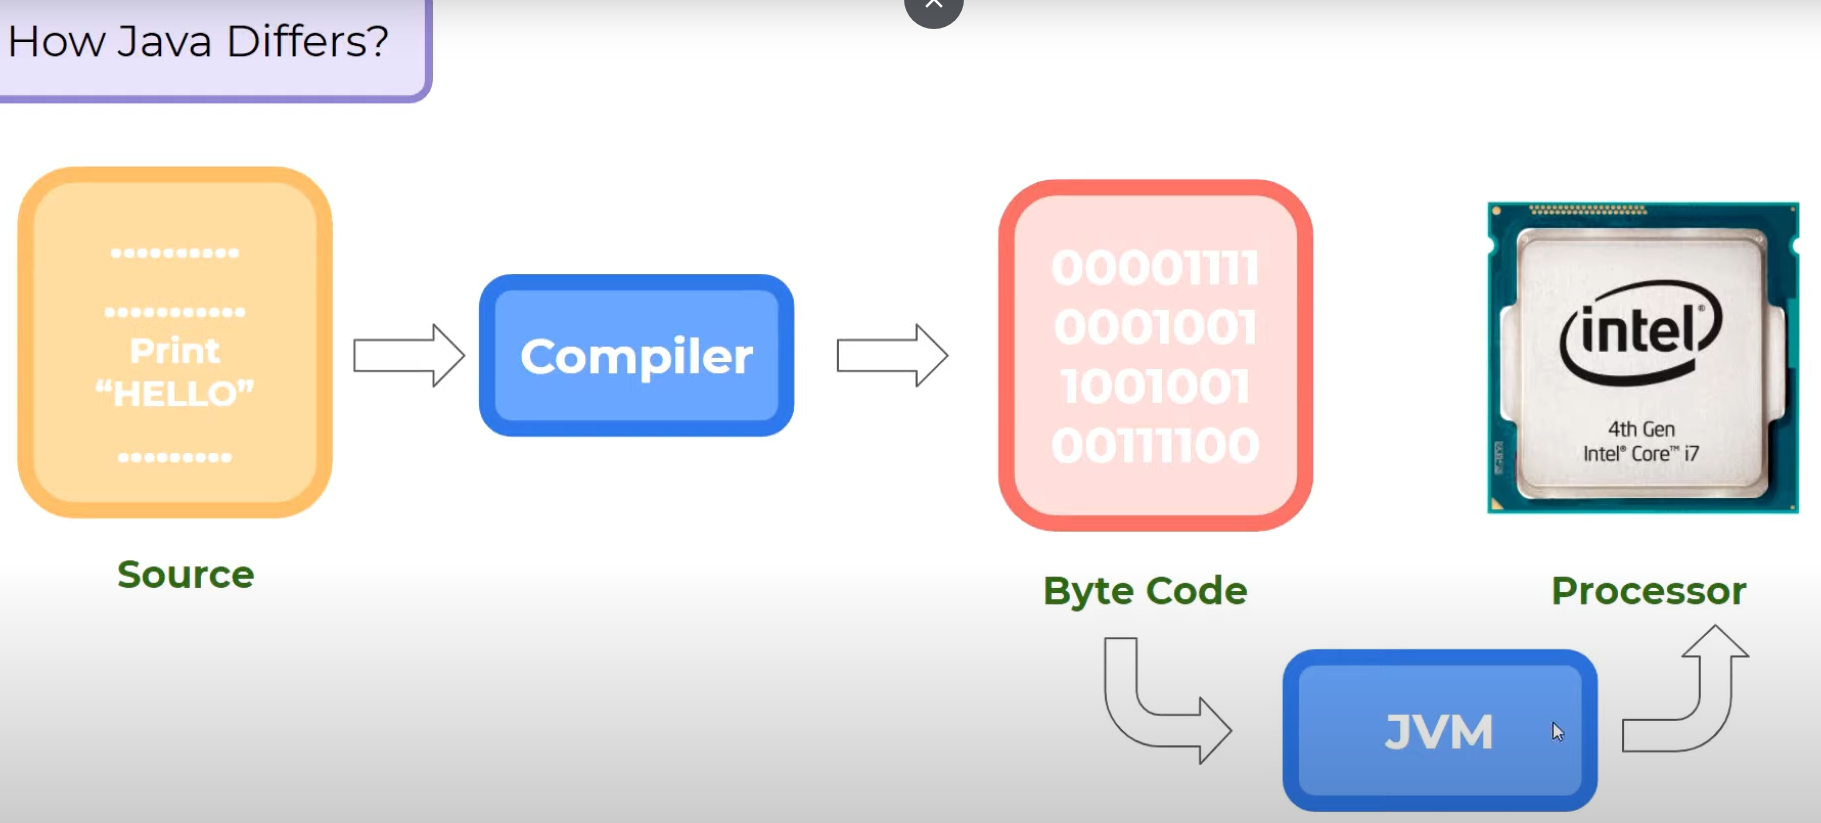 How Java Differs?
..........
...........
Print
“HELLO”
.........
Compiler
00001111
0001001
1001001
00111100
intel®
4th Gen
Intel® Core™ i7
Source
Byte Code
Processor
JVM